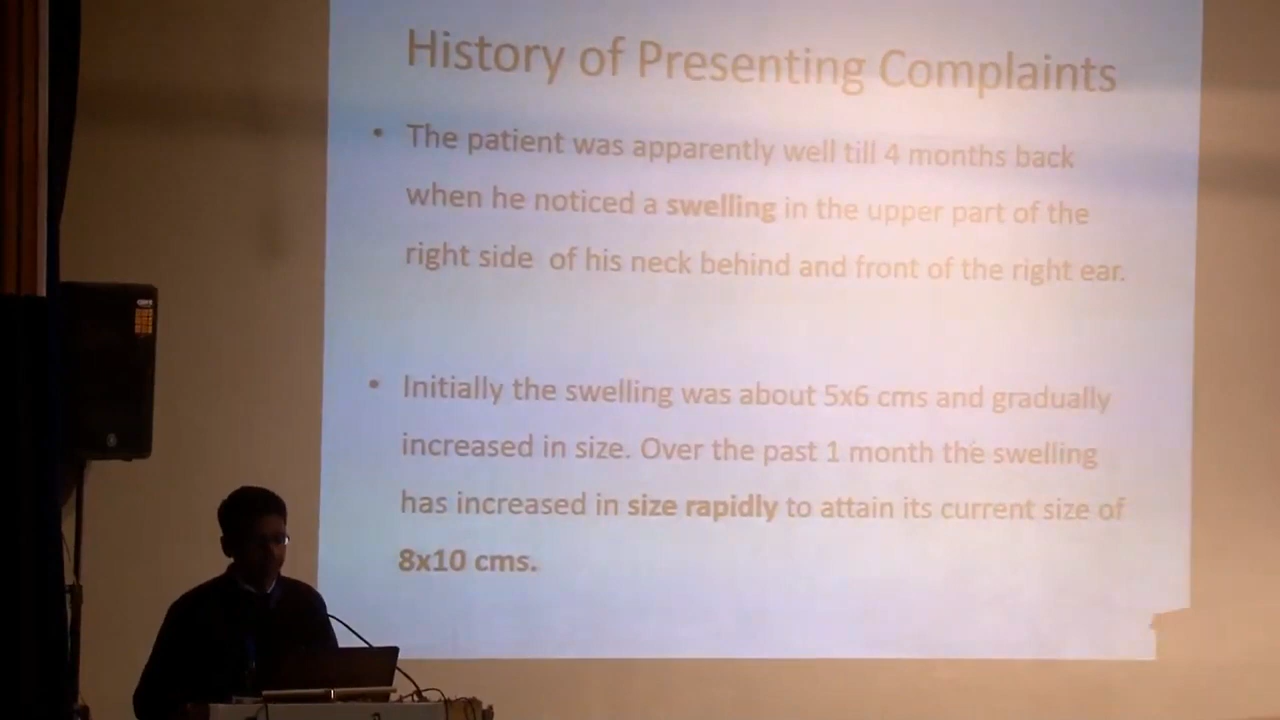 History of Presenting Complaints
• The patient was apparently well till 4 months back
when he noticed a swelling in the upper part of the
right side of his neck behind and front of the right ear.
• Initially the swelling was about 5x6 cms and gradually
increased in size. Over the past 1 month the swelling
has increased in size rapidly to attain its current size of
8x10 cms.